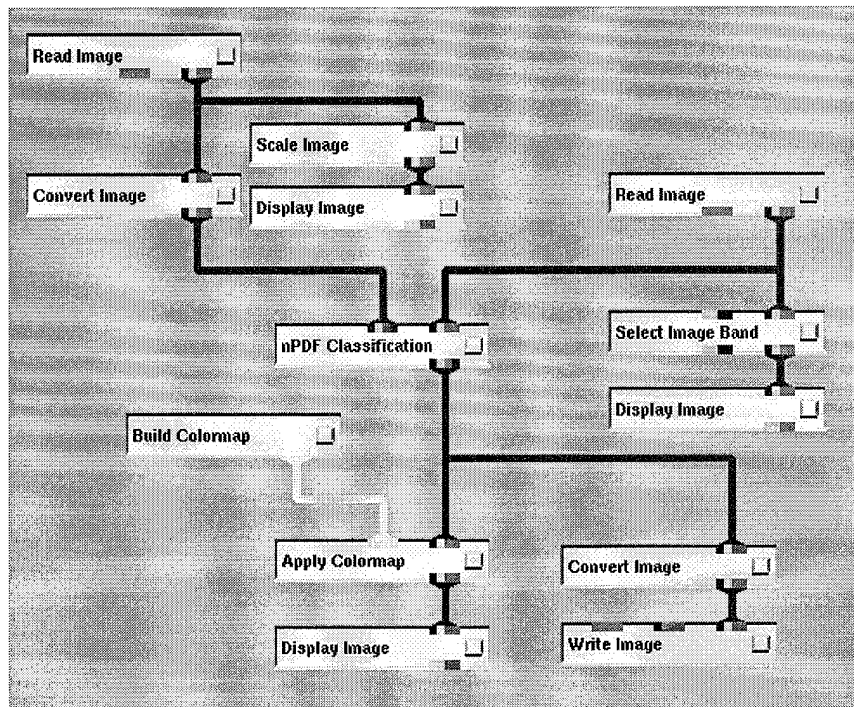 Read Image
Scale Image
Convert Image
Display Image
Read Image
nPDF Classification
Select Image Band
Display Image
Build Colormap
Apply Colormap
Convert Image
Display Image
Write Image